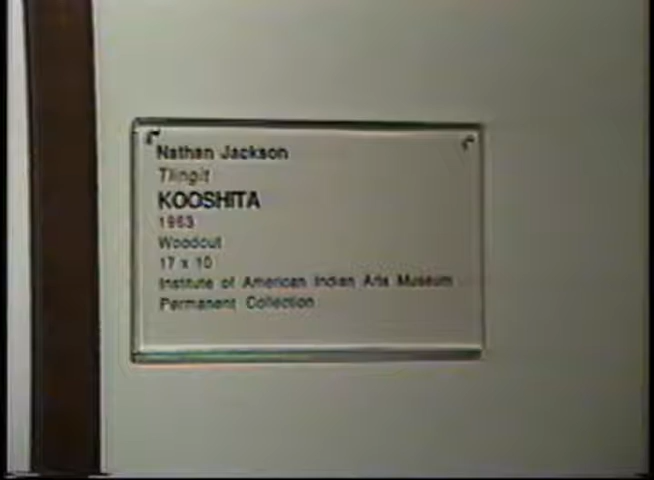 Nathan Jackson
Tlingit
KOOSHITA
1963
Woodcut
17 x 10
Institute of American Indian Arts Museum
Permanent Collection